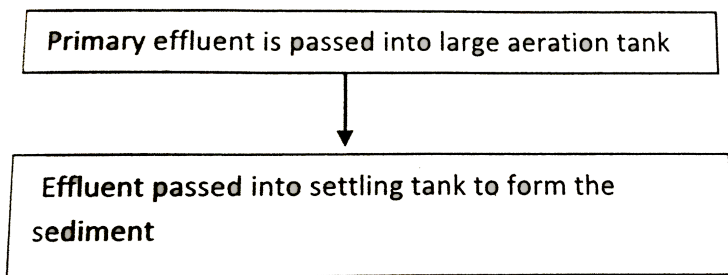 Primary effluent is passed into large aeration tank
Effluent passed into settling tank to form the
sediment